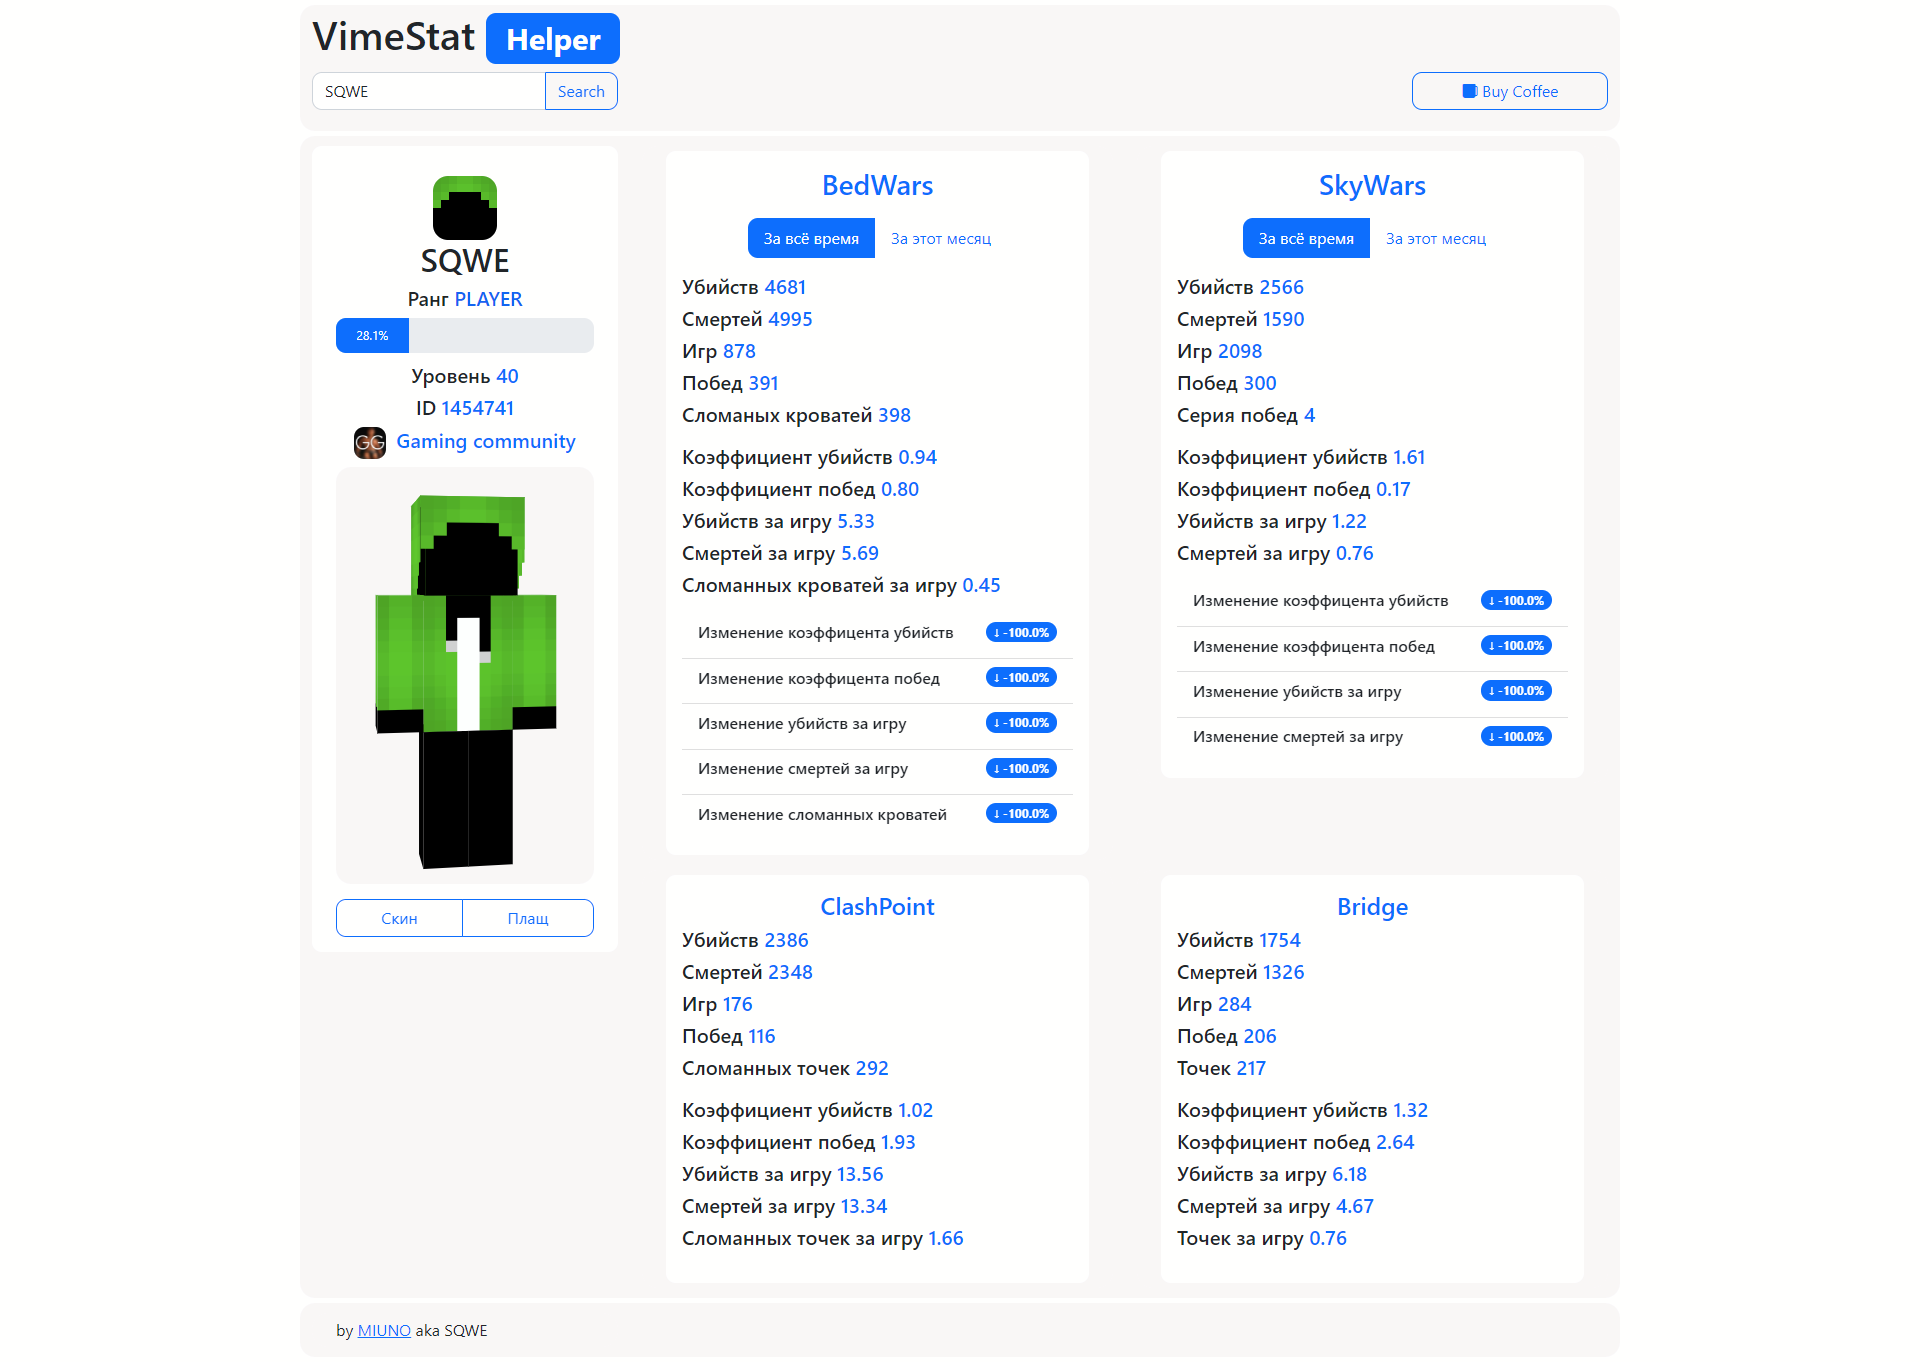 VimeStat Helper
SQWE
Search
Buy Coffee
SQWE
Ранг PLAYER
28.1%
Уровень 40
ID 1454741
GG Gaming community
Скин
Плащ
BedWars
За всё время
За этот месяц
Убийств 4681
Смертей 4995
Игр 878
Побед 391
Сломаных кроватей 398
Коэффициент убийств 0.94
Коэффициент побед 0.80
Убийств за игру 5.33
Смертей за игру 5.69
Сломанных кроватей за игру 0.45
Изменение коэффицента убийств ↓ -100.0%
Изменение коэффицента побед ↓ -100.0%
Изменение убийств за игру ↓ -100.0%
Изменение смертей за игру ↓ -100.0%
Изменение сломанных кроватей ↓ -100.0%
SkyWars
За всё время
За этот месяц
Убийств 2566
Смертей 1590
Игр 2098
Побед 300
Серия побед 4
Коэффициент убийств 1.61
Коэффициент побед 0.17
Убийств за игру 1.22
Смертей за игру 0.76
Изменение коэффицента убийств ↓ -100.0%
Изменение коэффицента побед ↓ -100.0%
Изменение убийств за игру ↓ -100.0%
Изменение смертей за игру ↓ -100.0%
ClashPoint
Убийств 2386
Смертей 2348
Игр 176
Побед 116
Сломанных точек 292
Коэффициент убийств 1.02
Коэффициент побед 1.93
Убийств за игру 13.56
Смертей за игру 13.34
Сломанных точек за игру 1.66
Bridge
Убийств 1754
Смертей 1326
Игр 284
Побед 206
Точек 217
Коэффициент убийств 1.32
Коэффициент побед 2.64
Убийств за игру 6.18
Смертей за игру 4.67
Точек за игру 0.76
by MIUNO aka SQWE